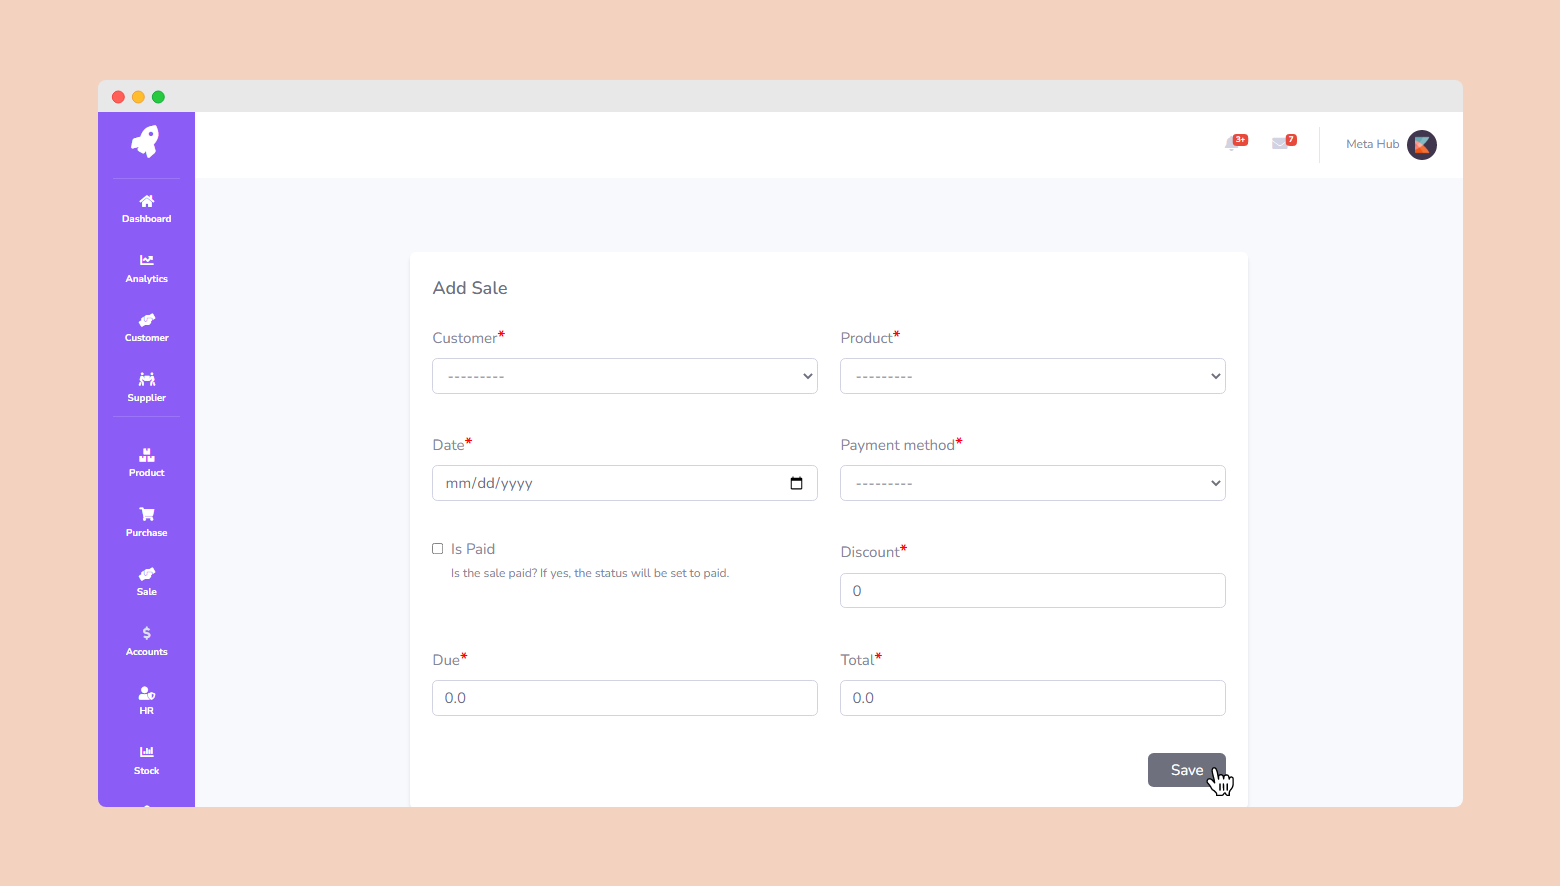 3+
7
Meta Hub
Dashboard
Analytics
Customer
Supplier
Product
Purchase
Sale
Accounts
HR
Stock
Add Sale
Customer* Product*
--------- ---------
Date* Payment method*
mm/dd/yyyy ---------
Is Paid Discount*
Is the sale paid? If yes, the status will be set to paid.
0
Due* Total*
0.0 0.0
Save